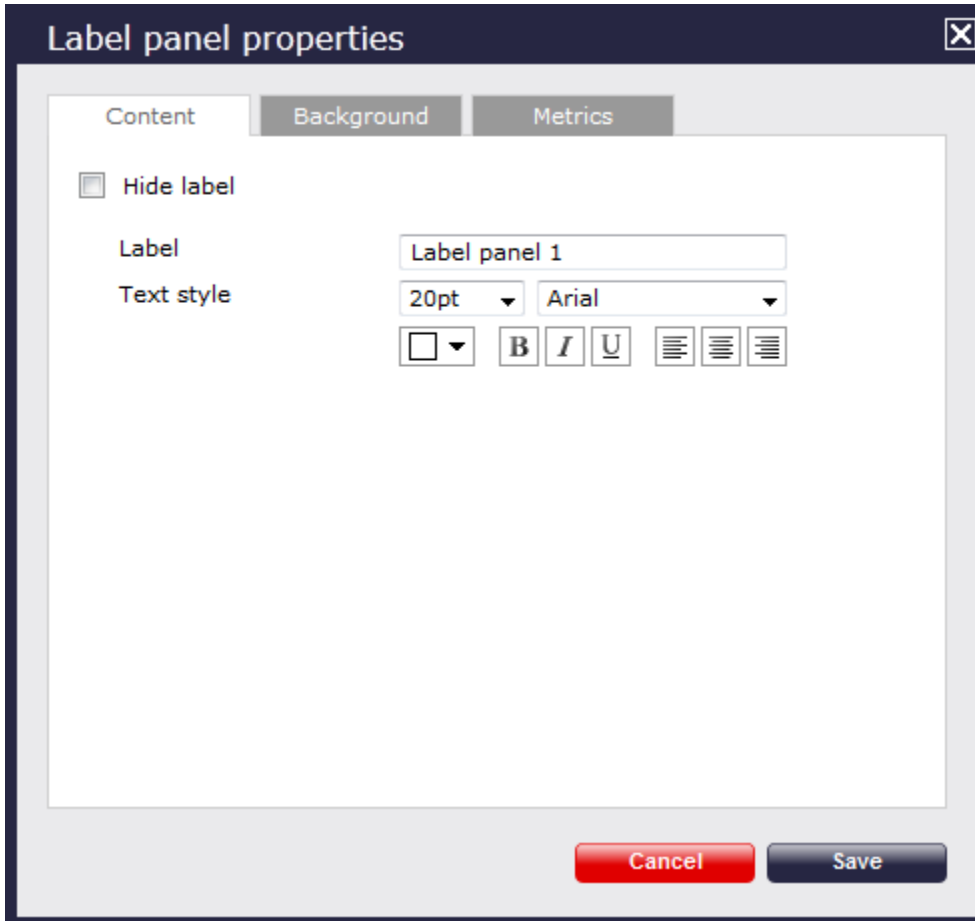 Label panel properties
Content Background Metrics
Hide label
Label Label panel 1
Text style 20pt Arial
B I U
Cancel Save